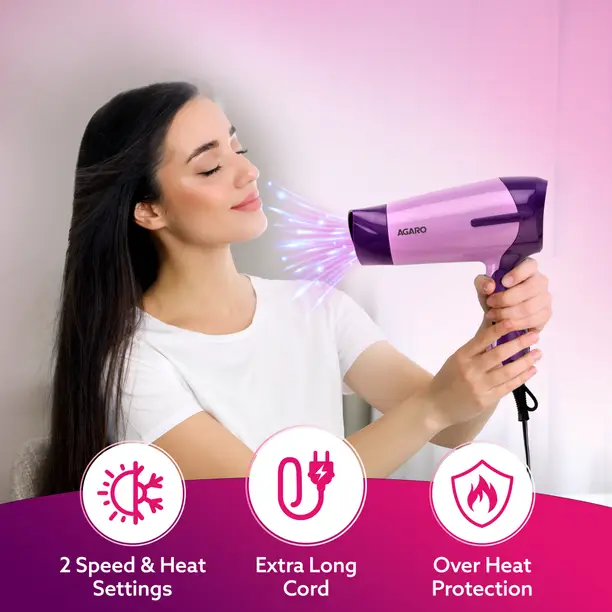 AGARO
2 Speed & Heat
Settings
Extra Long
Cord
Over Heat
Protection